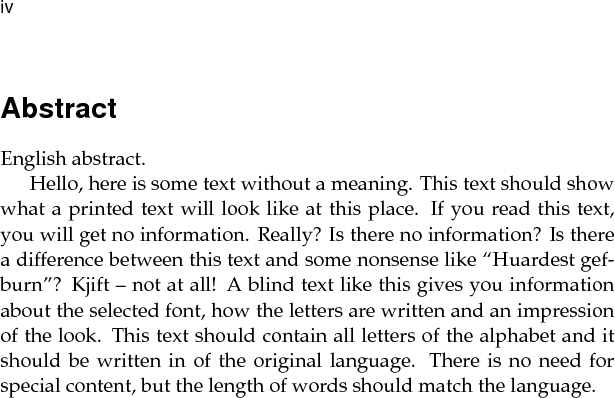 iv
Abstract
English abstract.
Hello, here is some text without a meaning. This text should show
what a printed text will look like at this place. If you read this text,
you will get no information. Really? Is there no information? Is there
a difference between this text and some nonsense like “Huardest gef-
burn”? Kjift – not at all! A blind text like this gives you information
about the selected font, how the letters are written and an impression
of the look. This text should contain all letters of the alphabet and it
should be written in of the original language. There is no need for
special content, but the length of words should match the language.